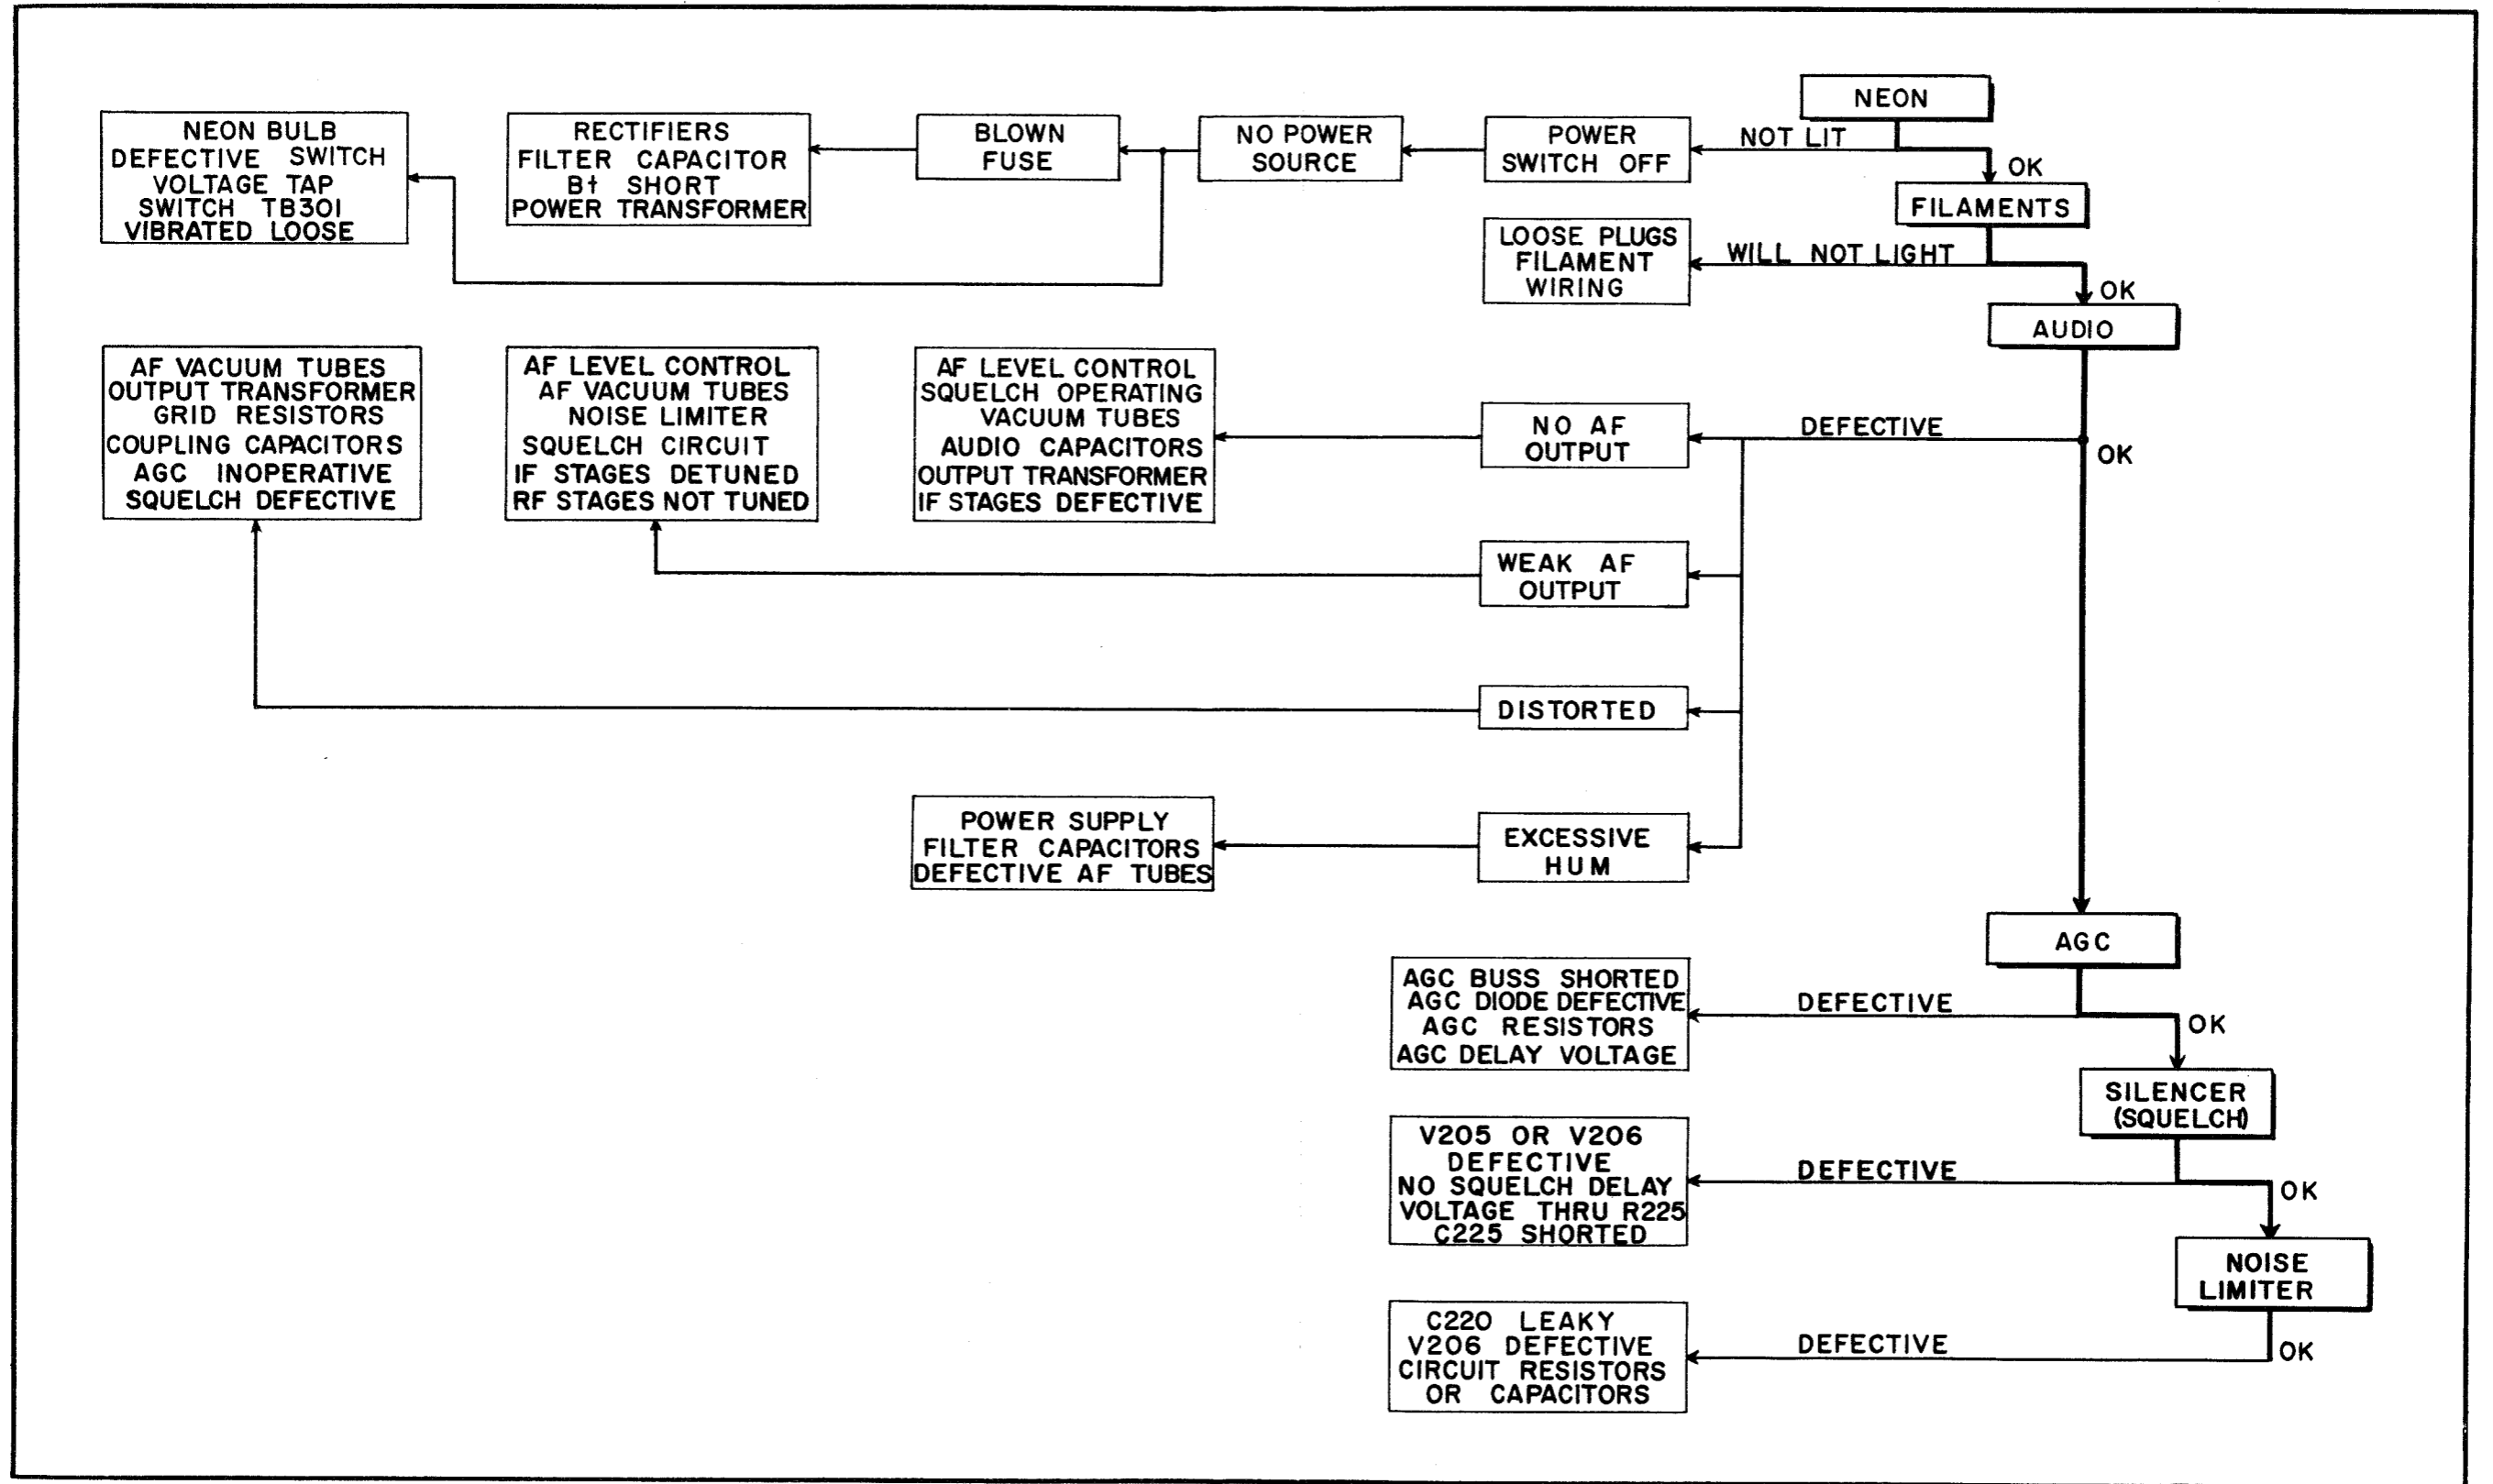 NEON
NOT LIT
OK
POWER
SWITCH OFF
NO POWER
SOURCE
BLOWN
FUSE
RECTIFIERS
FILTER CAPACITOR
B+ SHORT
POWER TRANSFORMER
NEON BULB
DEFECTIVE SWITCH
VOLTAGE TAP
SWITCH TB301
VIBRATED LOOSE
FILAMENTS
WILL NOT LIGHT
OK
LOOSE PLUGS
FILAMENT
WIRING
AUDIO
DEFECTIVE
OK
NO AF
OUTPUT
AF LEVEL CONTROL
SQUELCH OPERATING
VACUUM TUBES
AUDIO CAPACITORS
OUTPUT TRANSFORMER
IF STAGES DEFECTIVE
AF LEVEL CONTROL
AF VACUUM TUBES
NOISE LIMITER
SQUELCH CIRCUIT
IF STAGES DETUNED
RF STAGES NOT TUNED
AF VACUUM TUBES
OUTPUT TRANSFORMER
GRID RESISTORS
COUPLING CAPACITORS
AGC INOPERATIVE
SQUELCH DEFECTIVE
WEAK AF
OUTPUT
DISTORTED
EXCESSIVE
HUM
POWER SUPPLY
FILTER CAPACITORS
DEFECTIVE AF TUBES
AGC
DEFECTIVE
OK
AGC BUSS SHORTED
AGC DIODE DEFECTIVE
AGC RESISTORS
AGC DELAY VOLTAGE
SILENCER
(SQUELCH)
DEFECTIVE
OK
V205 OR V206
DEFECTIVE
NO SQUELCH DELAY
VOLTAGE THRU R225
C225 SHORTED
NOISE
LIMITER
DEFECTIVE
OK
C220 LEAKY
V206 DEFECTIVE
CIRCUIT RESISTORS
OR CAPACITORS